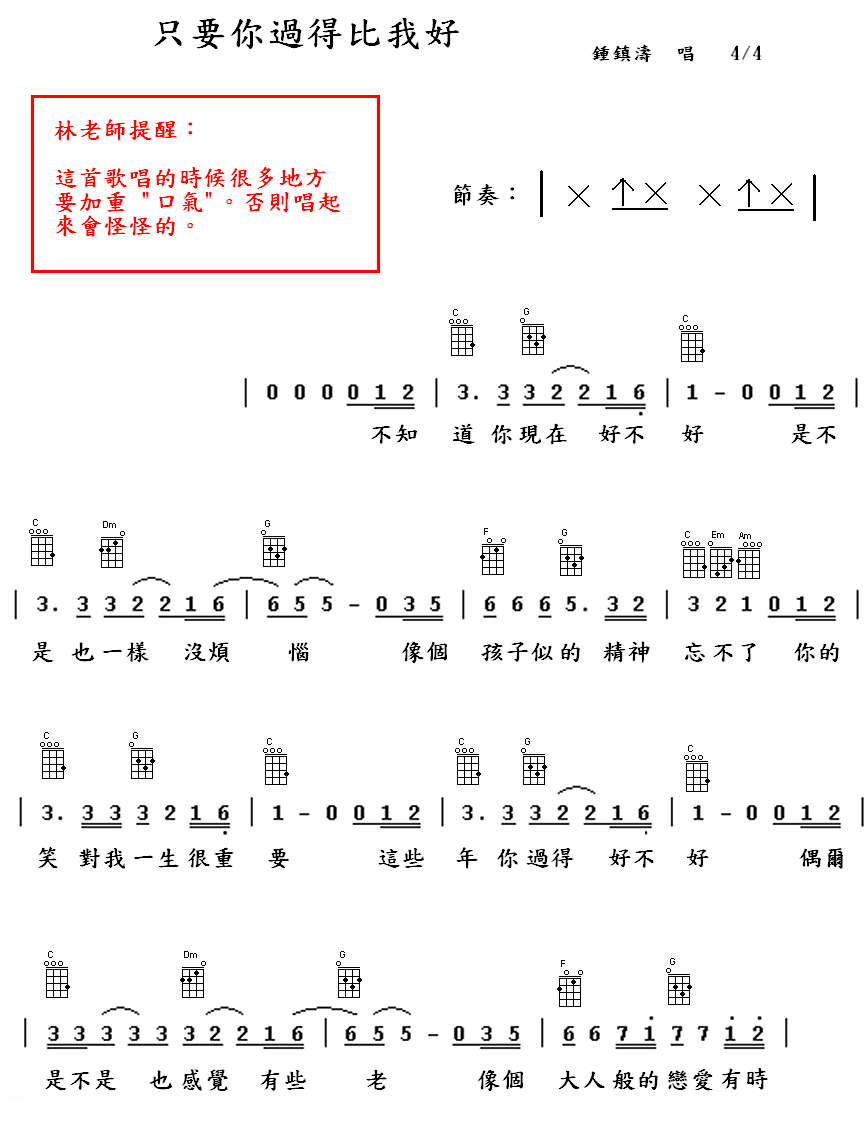 只要你過得比我好
鍾鎮濤 唱 4/4
林老師提醒：
這首歌唱的時候很多地方
要加重 "口氣"。否則唱起
來會怪怪的。
節奏： | × ↑× × ↑× |
C G C
| 0 0 0 0 1 2 | 3. 3 3 2 2 1 6 | 1 - 0 0 1 2 |
不知 道 你現在 好不 好 是不
C Dm G F G C Em Am
| 3. 3 3 2 2 1 6 | 6 5 5 - 0 3 5 | 6 6 6 5. 3 2 | 3 2 1 0 1 2 |
是 也一樣 沒煩 惱 像個 孩子似的 精神 忘不了 你的
C G C C G C
| 3. 3 3 3 2 1 6 | 1 - 0 0 1 2 | 3. 3 3 2 2 1 6 | 1 - 0 0 1 2 |
笑 對我一生很重 要 這些 年 你過得 好不 好 偶爾
C Dm G F G
| 3 3 3 3 3 2 2 1 6 | 6 5 5 - 0 3 5 | 6 6 7 1 7 7 1 2 |
是不是 也感覺 有些 老 像個 大人般的戀愛有時